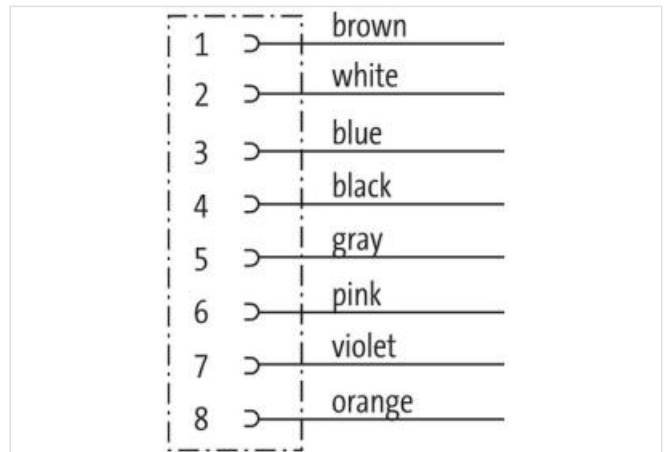 1 brown
2 white
3 blue
4 black
5 gray
6 pink
7 violet
8 orange